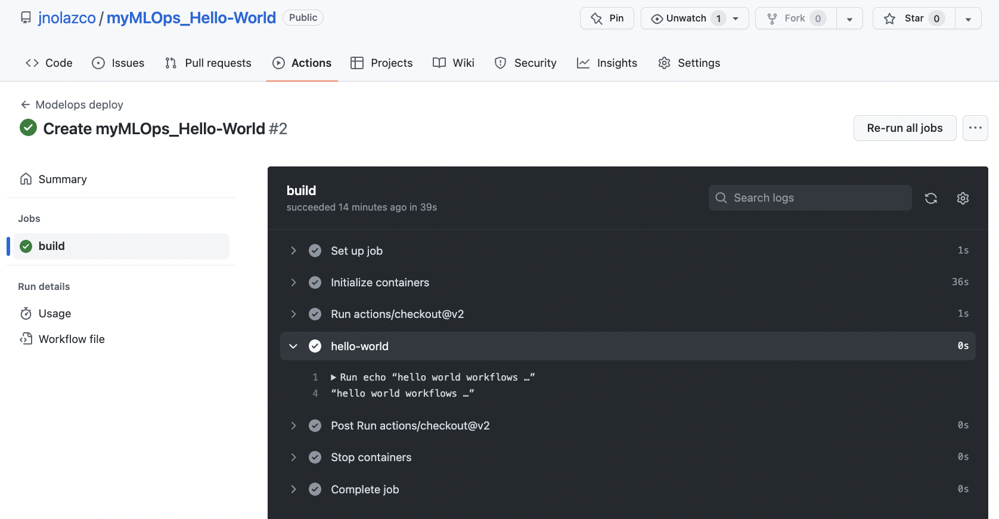 jnolazco / myMLOps_Hello-World Public
Pin Unwatch 1 Fork 0 Star 0
Code Issues Pull requests Actions Projects Wiki Security Insights Settings
Modelops deploy
Create myMLOps_Hello-World #2
Re-run all jobs
Summary
Jobs
build
Run details
Usage
Workflow file
build
succeeded 14 minutes ago in 39s
Search logs
Set up job 1s
Initialize containers 36s
Run actions/checkout@v2 1s
hello-world 0s
1 Run echo “hello world workflows …”
4 “hello world workflows …”
Post Run actions/checkout@v2 0s
Stop containers 0s
Complete job 0s